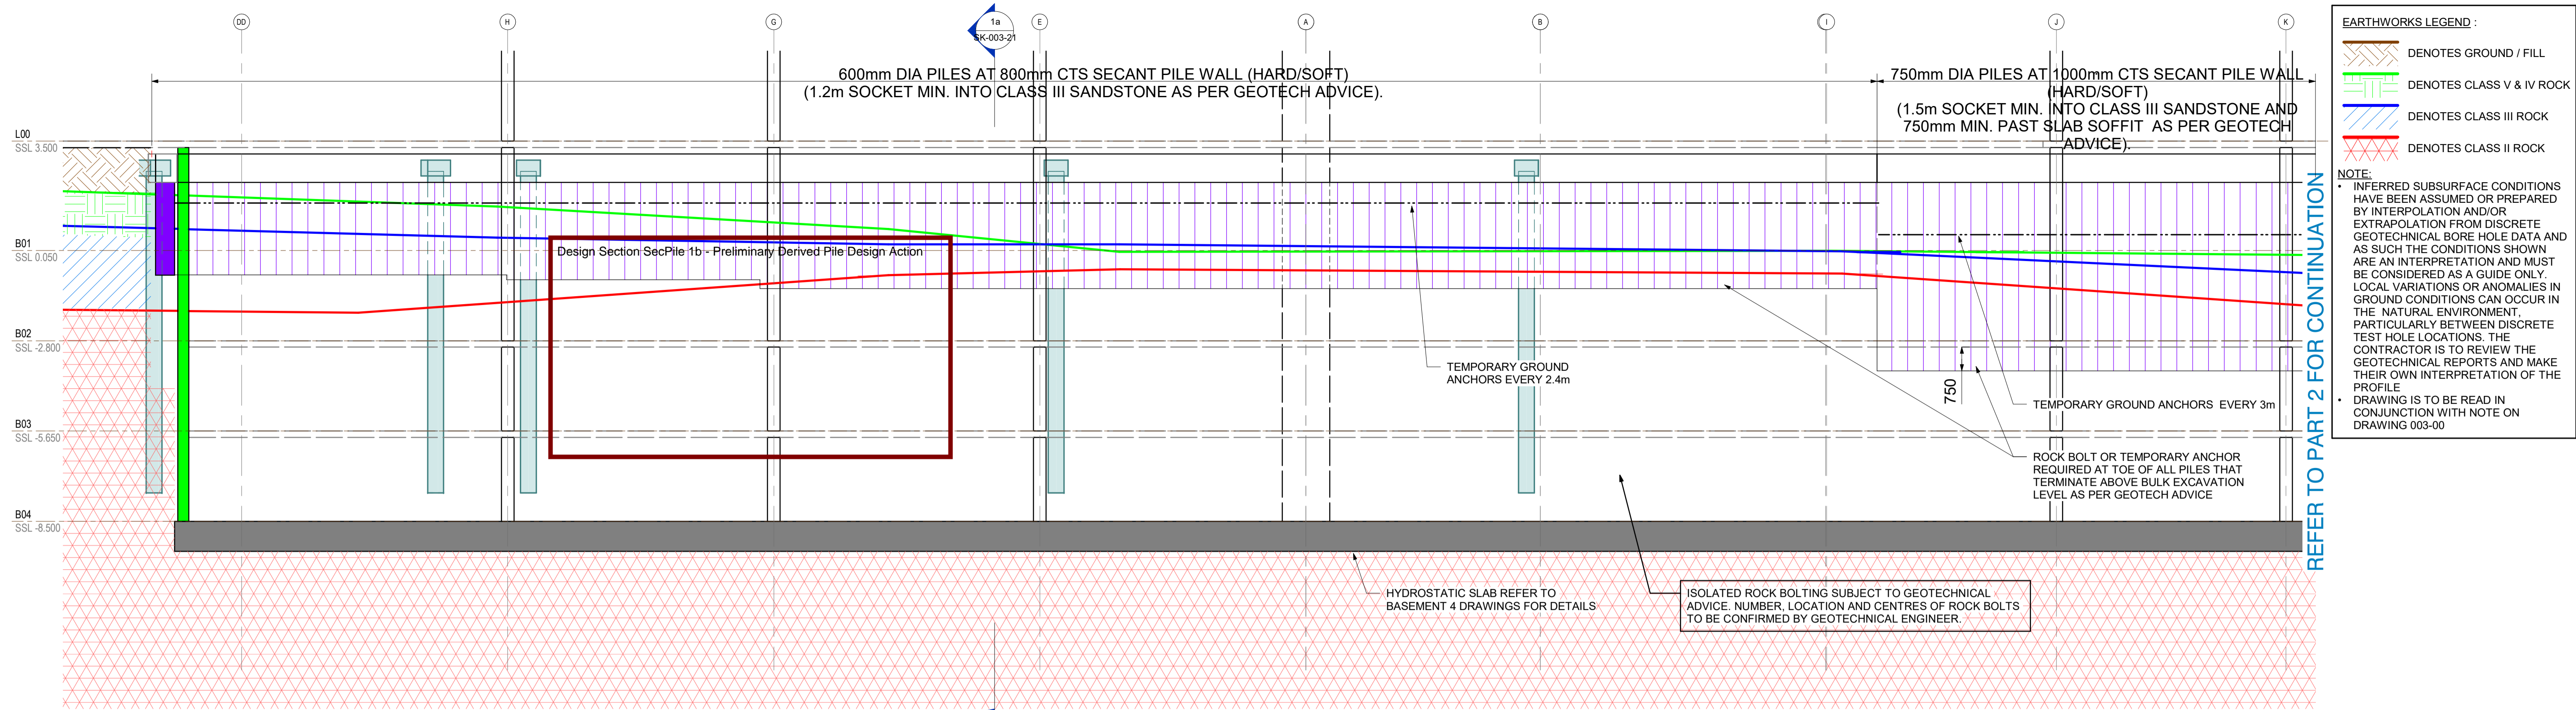 DD
H
G
1a
SK-003-21
E
A
B
I
J
K
600mm DIA PILES AT 800mm CTS SECANT PILE WALL (HARD/SOFT)
(1.2m SOCKET MIN. INTO CLASS III SANDSTONE AS PER GEOTECH ADVICE).
750mm DIA PILES AT 1000mm CTS SECANT PILE WALL
(HARD/SOFT)
(1.5m SOCKET MIN. INTO CLASS III SANDSTONE AND
750mm MIN. PAST SLAB SOFFIT AS PER GEOTECH
ADVICE).
L00
SSL 3.500
B01
SSL 0.050
B02
SSL -2.800
B03
SSL -5.650
B04
SSL -8.500
Design Section SecPile 1b - Preliminary Derived Pile Design Action
TEMPORARY GROUND
ANCHORS EVERY 2.4m
750
TEMPORARY GROUND ANCHORS EVERY 3m
ROCK BOLT OR TEMPORARY ANCHOR
REQUIRED AT TOE OF ALL PILES THAT
TERMINATE ABOVE BULK EXCAVATION
LEVEL AS PER GEOTECH ADVICE
HYDROSTATIC SLAB REFER TO
BASEMENT 4 DRAWINGS FOR DETAILS
ISOLATED ROCK BOLTING SUBJECT TO GEOTECHNICAL
ADVICE. NUMBER, LOCATION AND CENTRES OF ROCK BOLTS
TO BE CONFIRMED BY GEOTECHNICAL ENGINEER.
REFER TO PART 2 FOR CONTINUATION
EARTHWORKS LEGEND :
DENOTES GROUND / FILL
DENOTES CLASS V & IV ROCK
DENOTES CLASS III ROCK
DENOTES CLASS II ROCK
NOTE:
• INFERRED SUBSURFACE CONDITIONS
HAVE BEEN ASSUMED OR PREPARED
BY INTERPOLATION AND/OR
EXTRAPOLATION FROM DISCRETE
GEOTECHNICAL BORE HOLE DATA AND
AS SUCH THE CONDITIONS SHOWN
ARE AN INTERPRETATION AND MUST
BE CONSIDERED AS A GUIDE ONLY.
LOCAL VARIATIONS OR ANOMALIES IN
GROUND CONDITIONS CAN OCCUR IN
THE NATURAL ENVIRONMENT,
PARTICULARLY BETWEEN DISCRETE
TEST HOLE LOCATIONS. THE
CONTRACTOR IS TO REVIEW THE
GEOTECHNICAL REPORTS AND MAKE
THEIR OWN INTERPRETATION OF THE
PROFILE
• DRAWING IS TO BE READ IN
CONJUNCTION WITH NOTE ON
DRAWING 003-00